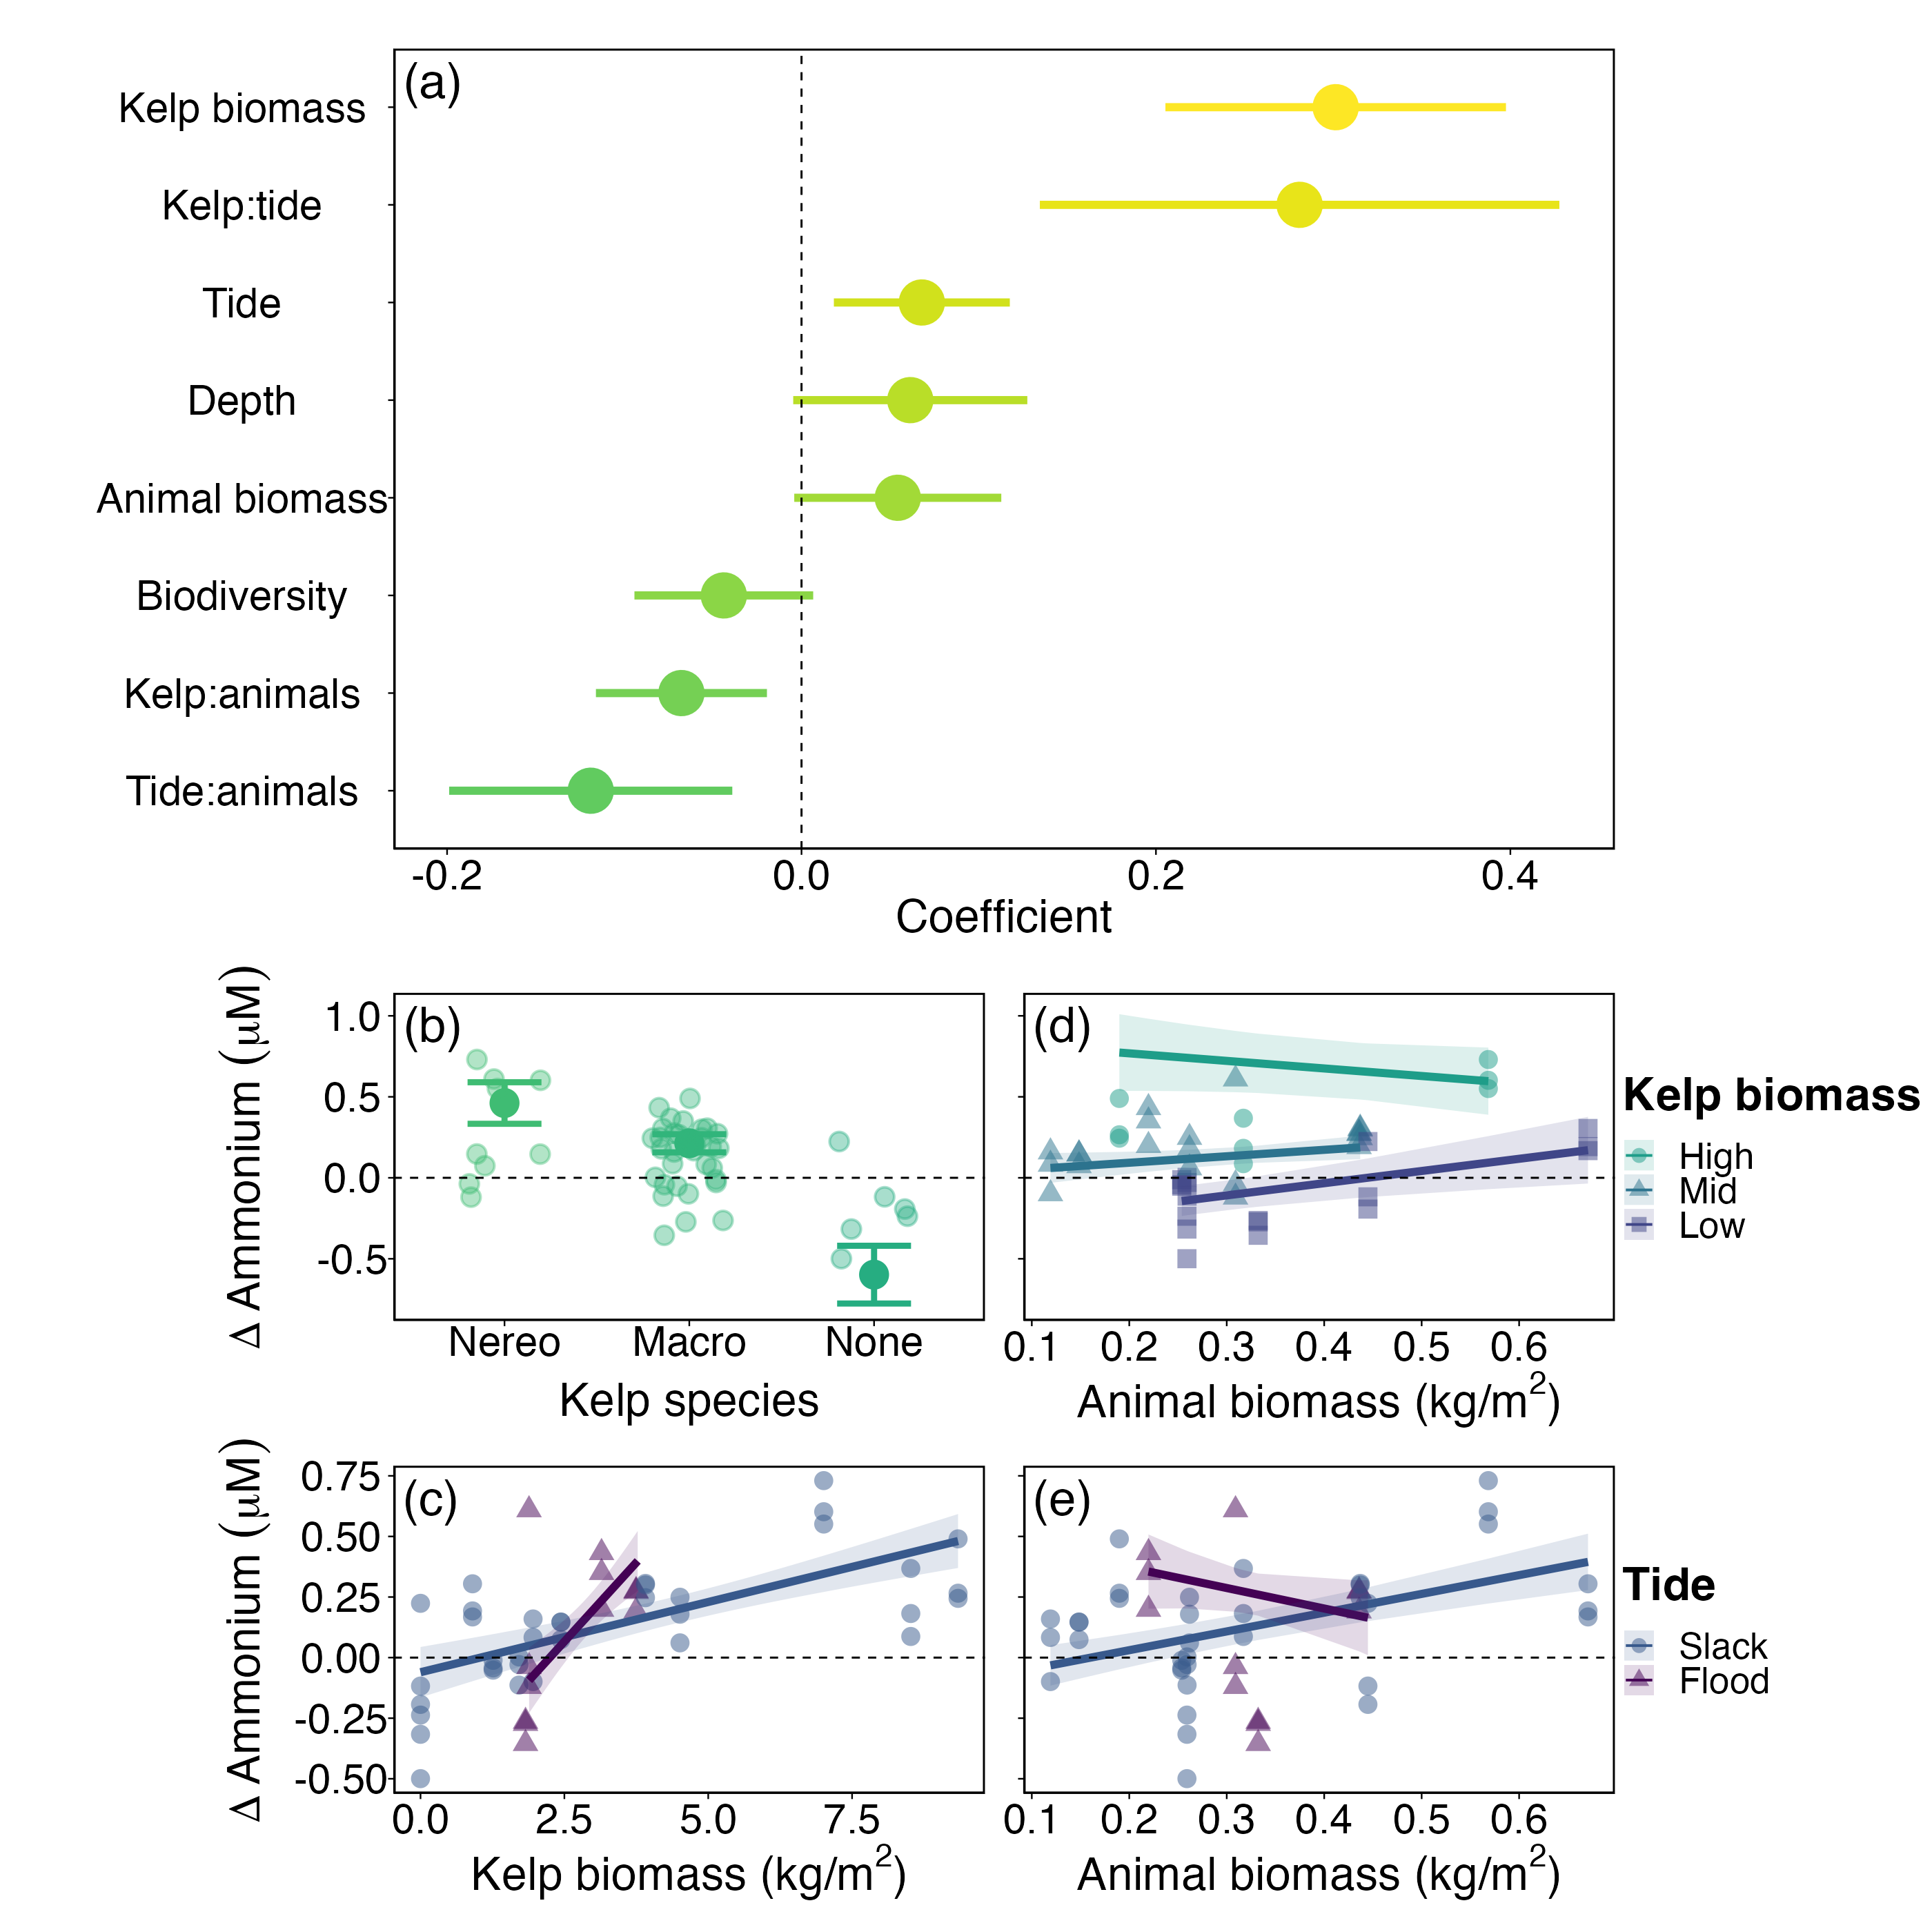 (a)
Kelp biomass
Kelp:tide
Tide
Depth
Animal biomass
Biodiversity
Kelp:animals
Tide:animals
-0.2 0.0 0.2 0.4
Coefficient
Δ Ammonium (μM)
1.0
0.5
0.0
-0.5
(b)
Nereo Macro None
Kelp species
(d)
0.1 0.2 0.3 0.4 0.5 0.6
Animal biomass (kg/m²)
Kelp biomass
High
Mid
Low
Δ Ammonium (μM)
0.75
0.50
0.25
0.00
-0.25
-0.50
(c)
0.0 2.5 5.0 7.5
Kelp biomass (kg/m²)
(e)
0.1 0.2 0.3 0.4 0.5 0.6
Animal biomass (kg/m²)
Tide
Slack
Flood